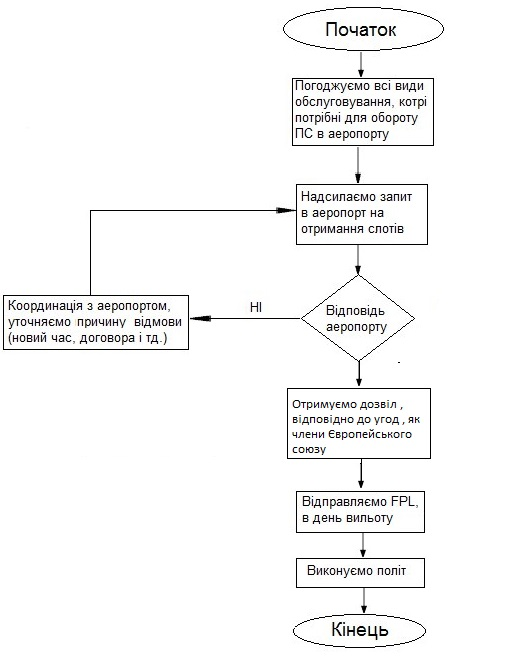 Початок
Погоджуємо всі види
обслуговування, котрі
потрібні для обороту
ПС в аеропорту
Надсилаємо запит
в аеропорт на
отримання слотів
Координація з аеропортом,
уточняємо причину відмови
(новий час, договора і тд.)
НІ
Відповідь
аеропорту
Отримуємо дозвіл ,
відповідно до угод , як
члени Європейського
союзу
Відправляємо FPL,
в день вильоту
Виконуємо політ
Кінець